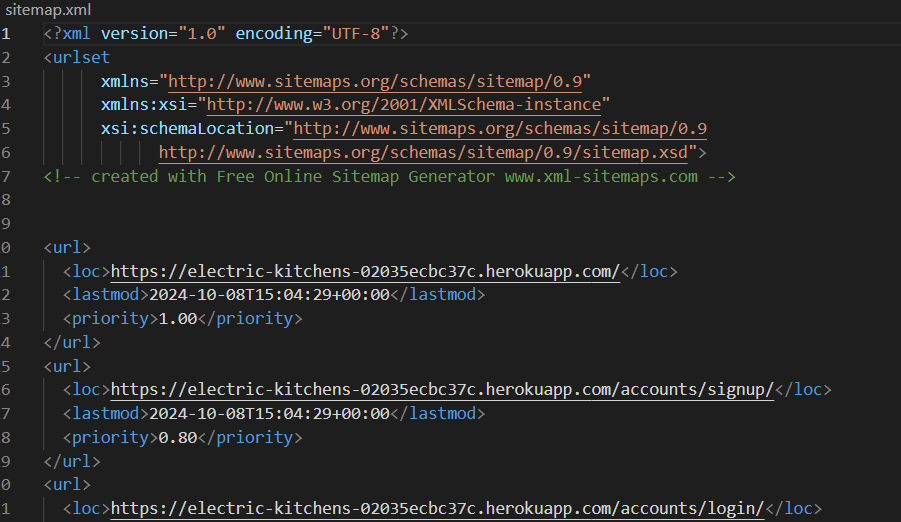 sitemap.xml
1 <?xml version="1.0" encoding="UTF-8"?>
2 <urlset
3 xmlns="http://www.sitemaps.org/schemas/sitemap/0.9"
4 xmlns:xsi="http://www.w3.org/2001/XMLSchema-instance"
5 xsi:schemaLocation="http://www.sitemaps.org/schemas/sitemap/0.9
6 http://www.sitemaps.org/schemas/sitemap/0.9/sitemap.xsd">
7 <!-- created with Free Online Sitemap Generator www.xml-sitemaps.com -->
8
9
0 <url>
1 <loc>https://electric-kitchens-02035ecbc37c.herokuapp.com/</loc>
2 <lastmod>2024-10-08T15:04:29+00:00</lastmod>
3 <priority>1.00</priority>
4 </url>
5 <url>
6 <loc>https://electric-kitchens-02035ecbc37c.herokuapp.com/accounts/signup/</loc>
7 <lastmod>2024-10-08T15:04:29+00:00</lastmod>
8 <priority>0.80</priority>
9 </url>
0 <url>
1 <loc>https://electric-kitchens-02035ecbc37c.herokuapp.com/accounts/login/</loc>